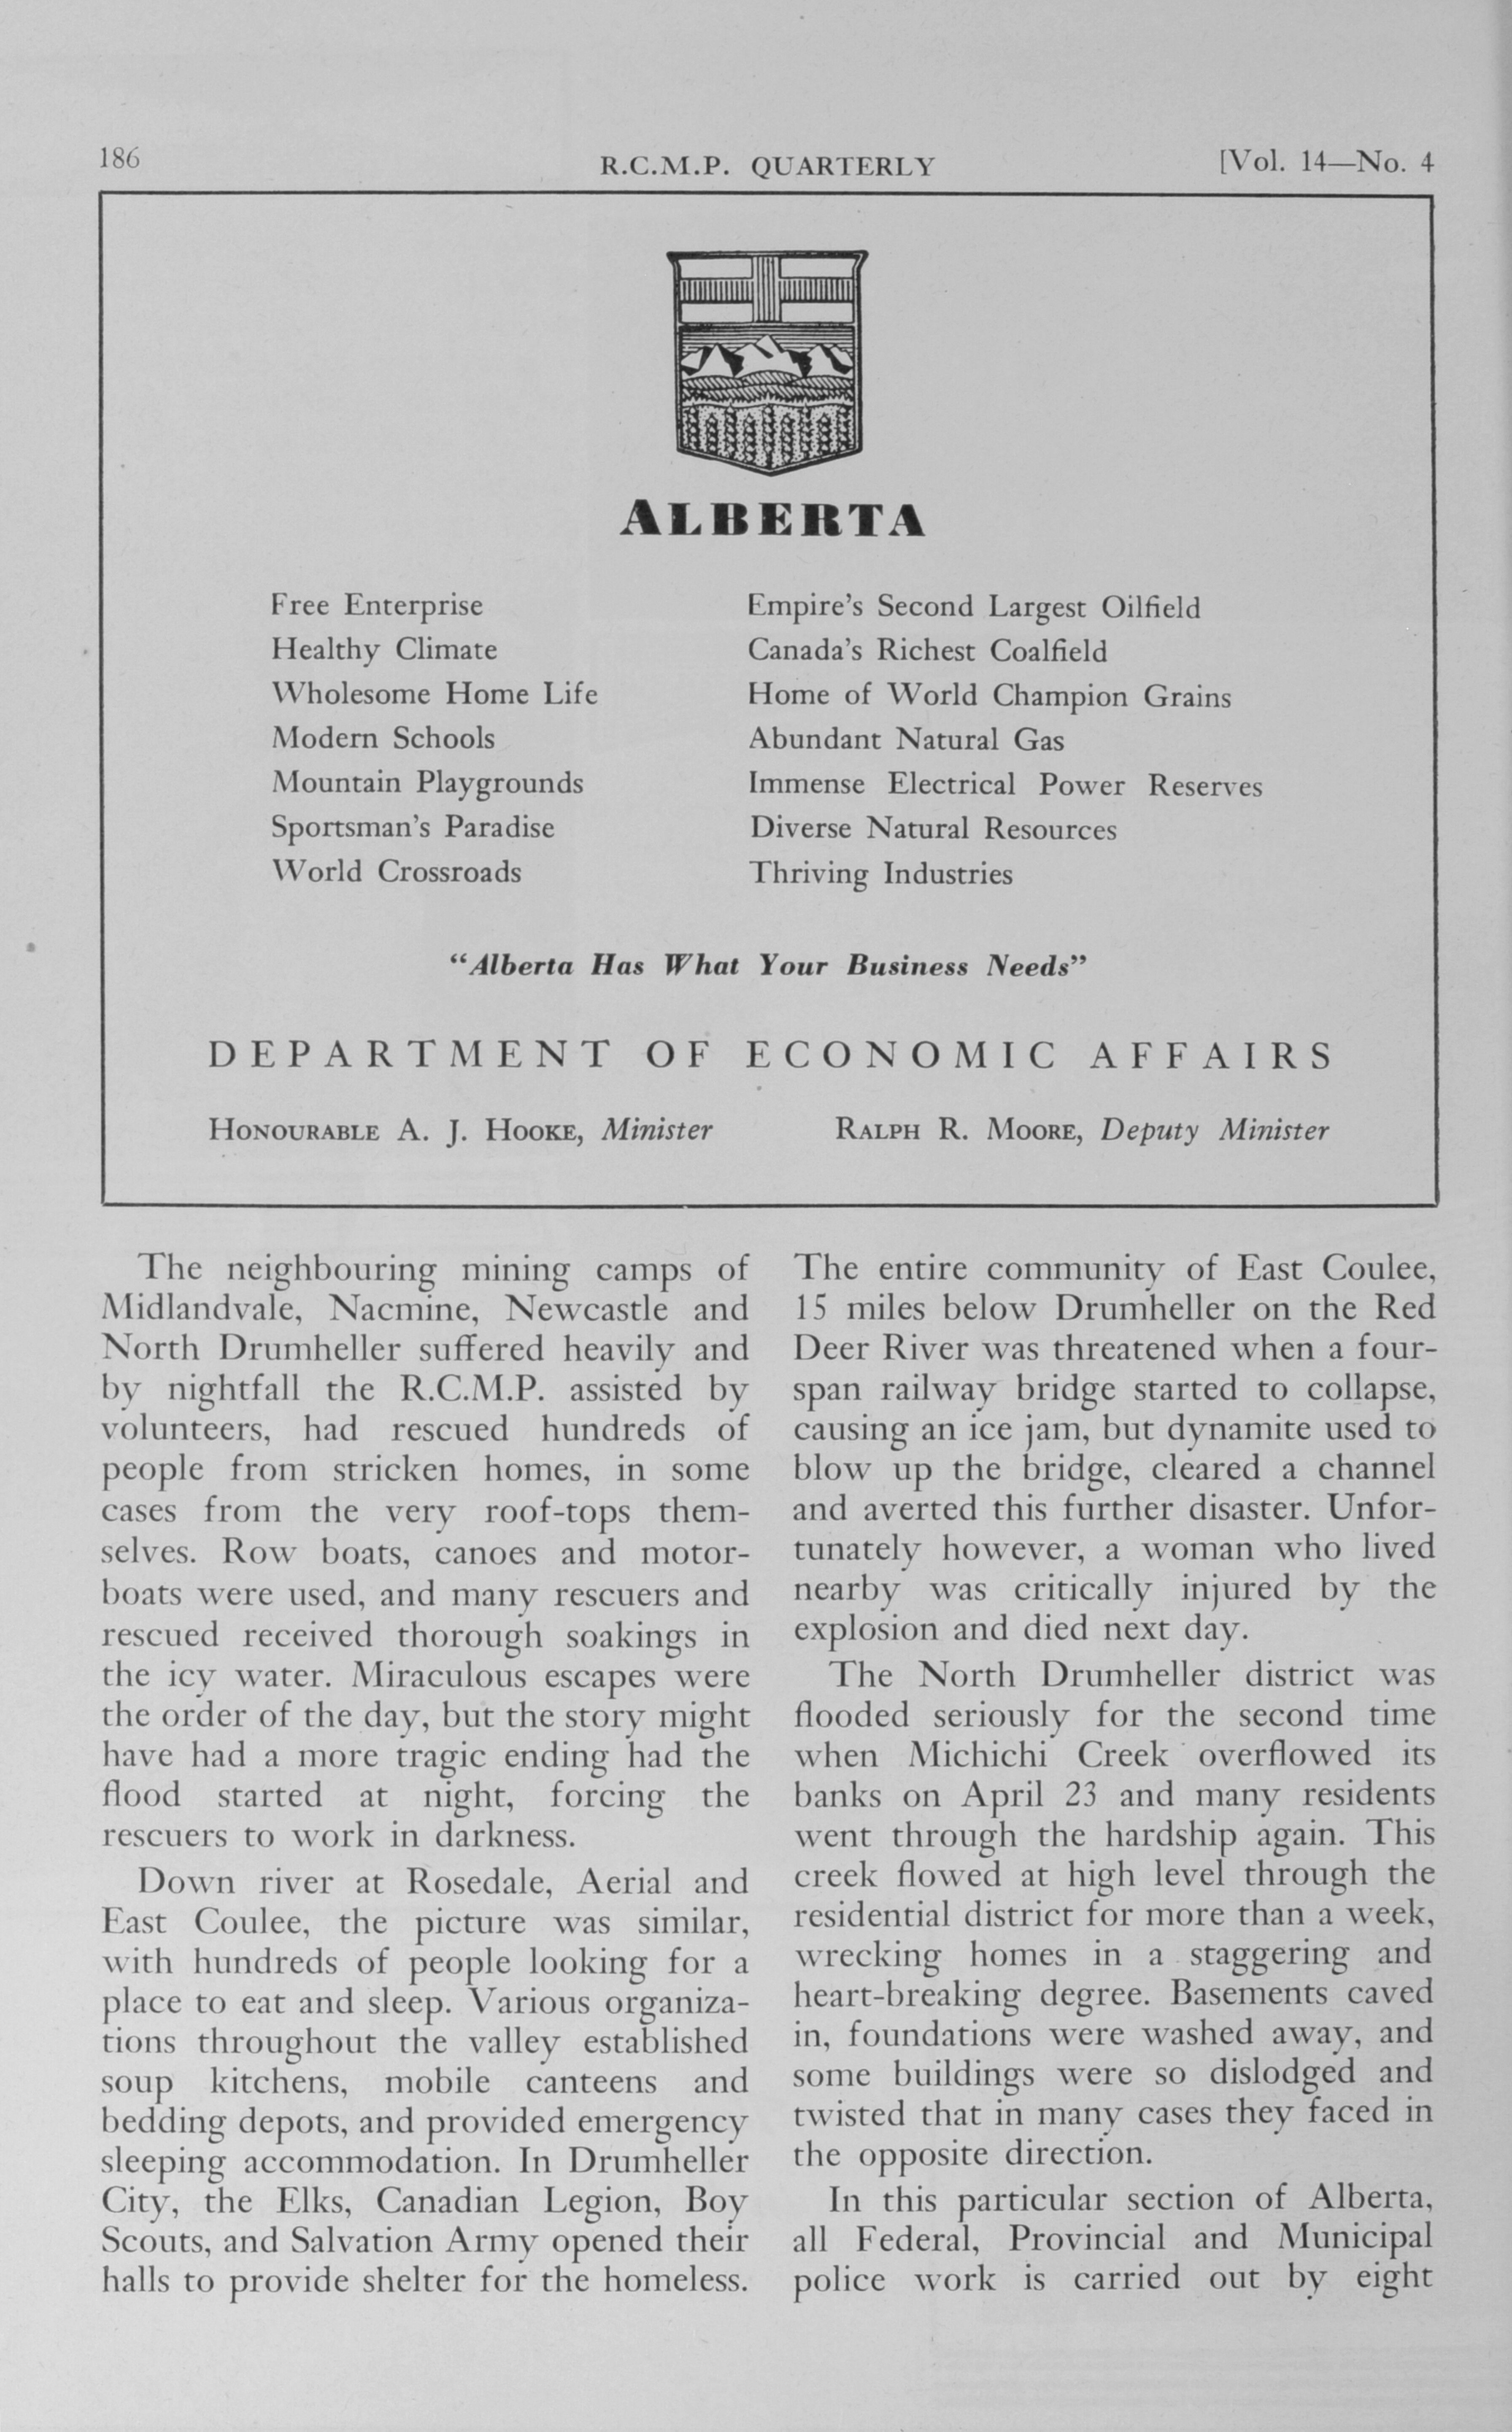 186
R.C.M.P. QUARTERLY
[Vol. 14—No. 4
ALBERTA
Free Enterprise
Healthy Climate
Wholesome Home Life
Modern Schools
Mountain Playgrounds
Sportsman's Paradise
World Crossroads
Empire's Second Largest Oilfield
Canada's Richest Coalfield
Home of World Champion Grains
Abundant Natural Gas
Immense Electrical Power Reserves
Diverse Natural Resources
Thriving Industries
"Alberta Has What Your Business Needs"
DEPARTMENT OF ECONOMIC AFFAIRS
HONOURABLE A. J. HOOKE, Minister
RALPH R. MOORE, Deputy Minister
The neighbouring mining camps of
Midlandvale, Nacmine, Newcastle and
North Drumheller suffered heavily and
by nightfall the R.C.M.P. assisted by
volunteers, had rescued hundreds of
people from stricken homes, in some
cases from the very roof-tops them-
selves. Row boats, canoes and motor-
boats were used, and many rescuers and
rescued received thorough soakings in
the icy water. Miraculous escapes were
the order of the day, but the story might
have had a more tragic ending had the
flood started at night, forcing the
rescuers to work in darkness.
Down river at Rosedale, Aerial and
East Coulee, the picture was similar,
with hundreds of people looking for a
place to eat and sleep. Various organiza-
tions throughout the valley established
soup kitchens, mobile canteens and
bedding depots, and provided emergency
sleeping accommodation. In Drumheller
City, the Elks, Canadian Legion, Boy
Scouts, and Salvation Army opened their
halls to provide shelter for the homeless.
The entire community of East Coulee,
15 miles below Drumheller on the Red
Deer River was threatened when a four-
span railway bridge started to collapse,
causing an ice jam, but dynamite used to
blow up the bridge, cleared a channel
and averted this further disaster. Unfor-
tunately however, a woman who lived
nearby was critically injured by the
explosion and died next day.
The North Drumheller district was
flooded seriously for the second time
when Michichi Creek overflowed its
banks on April 23 and many residents
went through the hardship again. This
creek flowed at high level through the
residential district for more than a week,
wrecking homes in a staggering and
heart-breaking degree. Basements caved
in, foundations were washed away, and
some buildings were so dislodged and
twisted that in many cases they faced in
the opposite direction.
In this particular section of Alberta,
all Federal, Provincial and Municipal
police work is carried out by eight